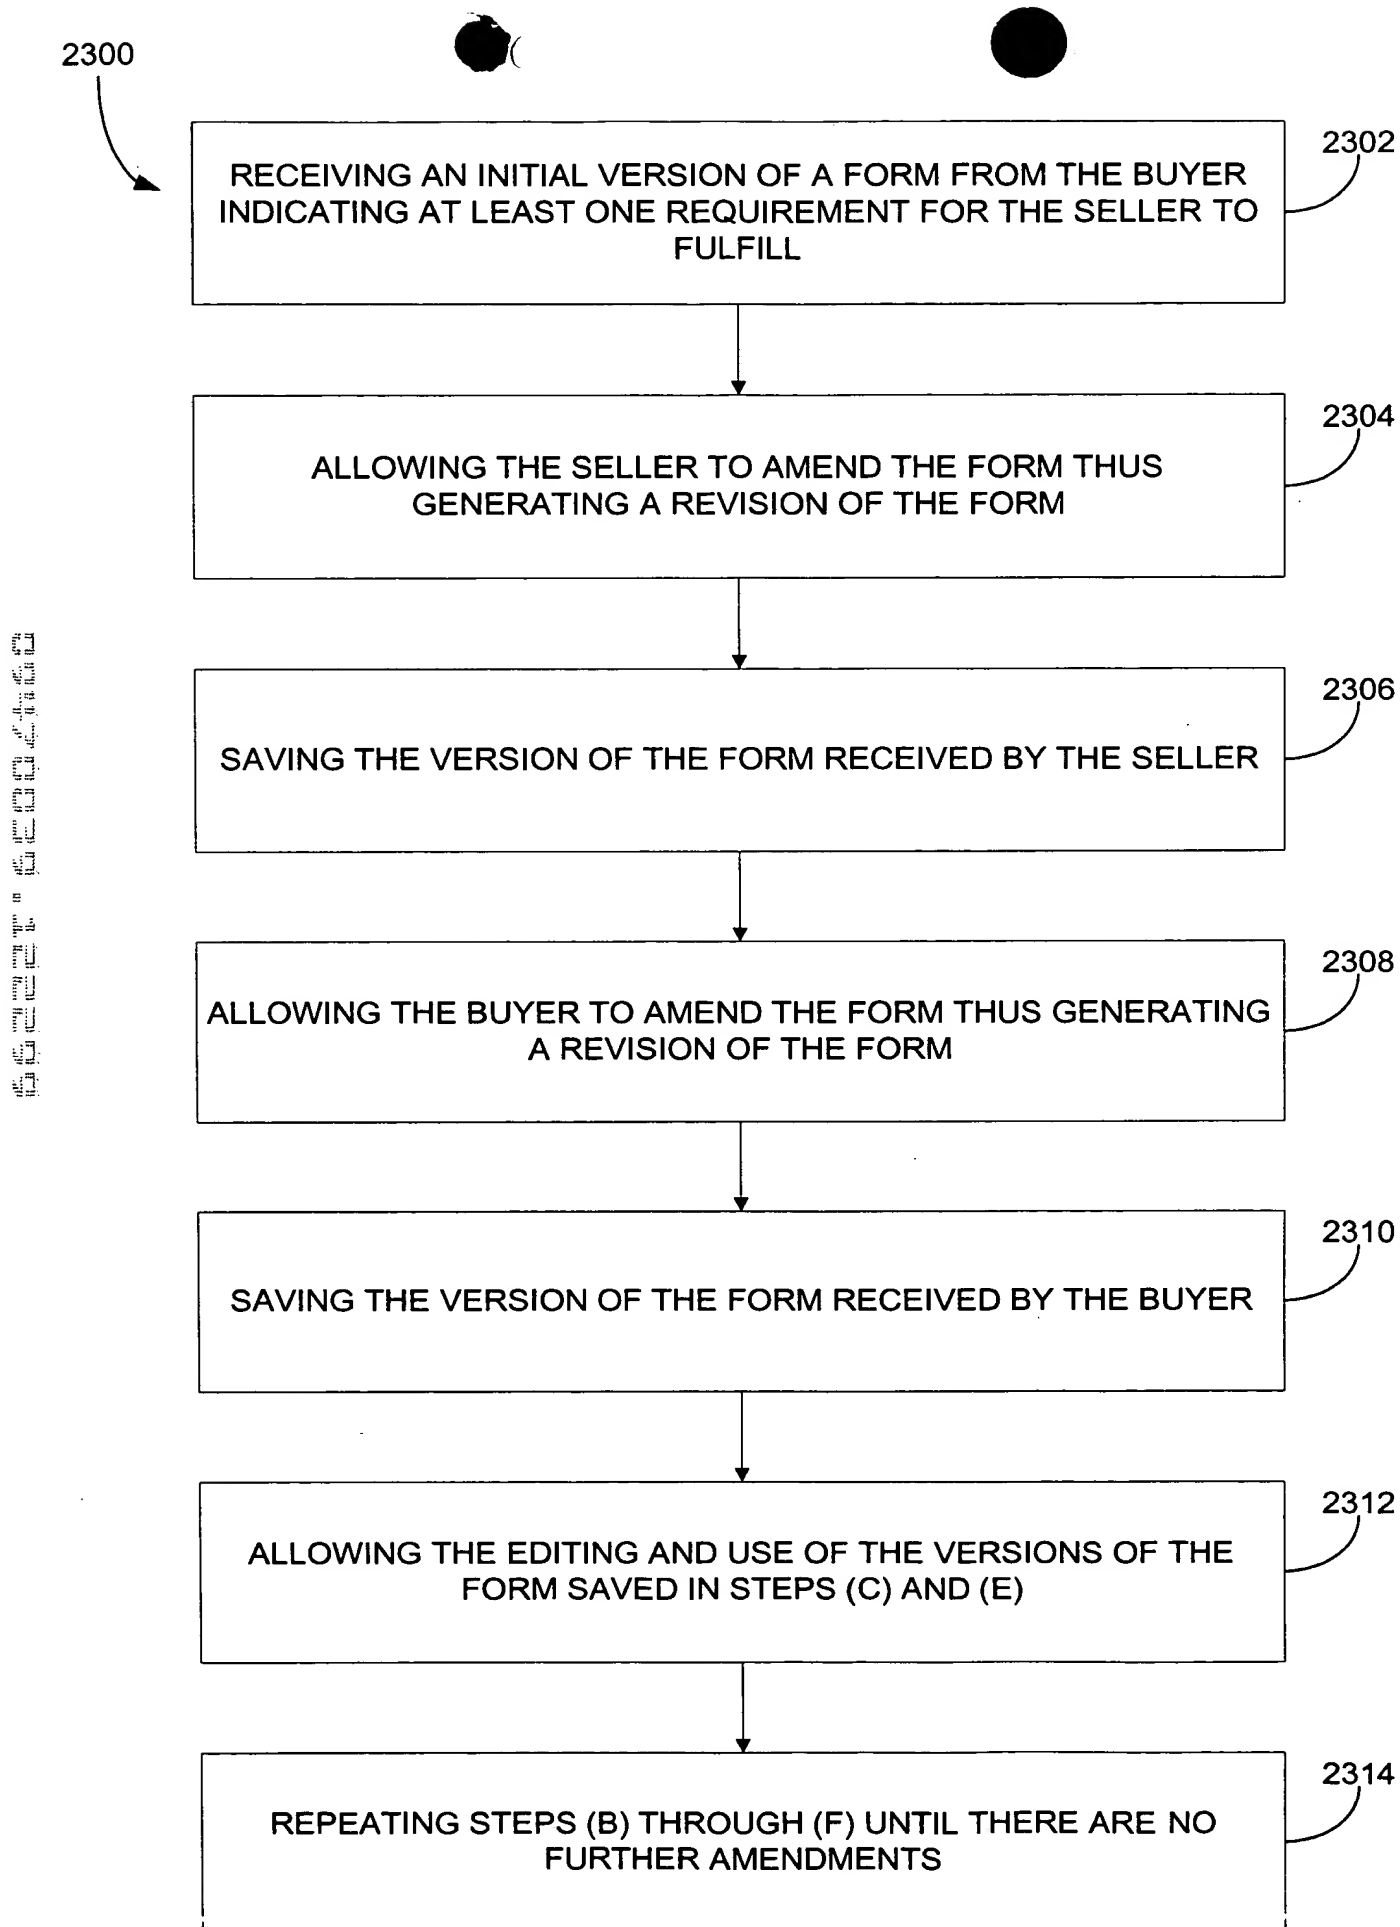 2300
2302
RECEIVING AN INITIAL VERSION OF A FORM FROM THE BUYER
INDICATING AT LEAST ONE REQUIREMENT FOR THE SELLER TO
FULFILL
2304
ALLOWING THE SELLER TO AMEND THE FORM THUS
GENERATING A REVISION OF THE FORM
2306
SAVING THE VERSION OF THE FORM RECEIVED BY THE SELLER
2308
ALLOWING THE BUYER TO AMEND THE FORM THUS GENERATING
A REVISION OF THE FORM
2310
SAVING THE VERSION OF THE FORM RECEIVED BY THE BUYER
2312
ALLOWING THE EDITING AND USE OF THE VERSIONS OF THE
FORM SAVED IN STEPS (C) AND (E)
2314
REPEATING STEPS (B) THROUGH (F) UNTIL THERE ARE NO
FURTHER AMENDMENTS